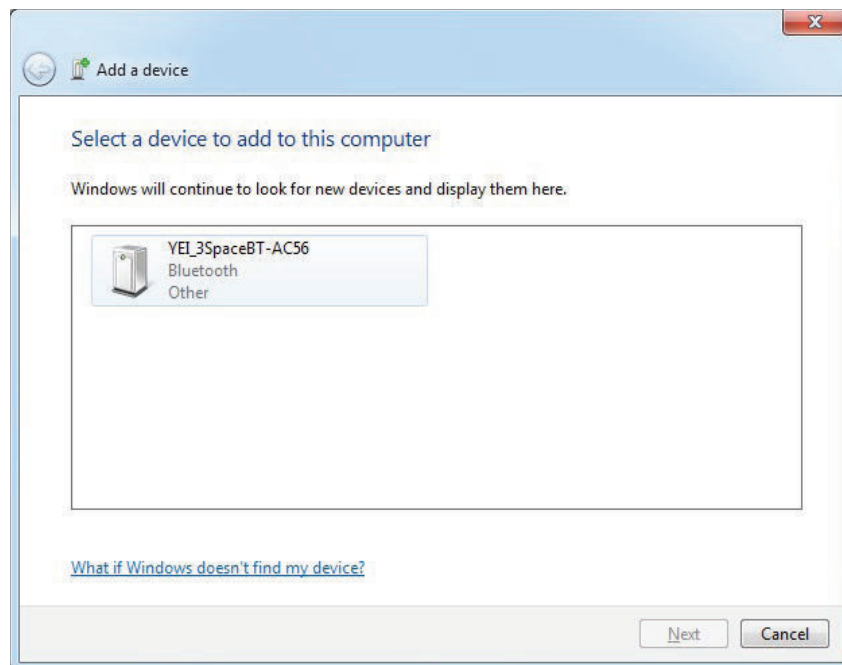 Add a device
Select a device to add to this computer
Windows will continue to look for new devices and display them here.
YEI_3SpaceBT-AC56
Bluetooth
Other
What if Windows doesn't find my device?
Next
Cancel